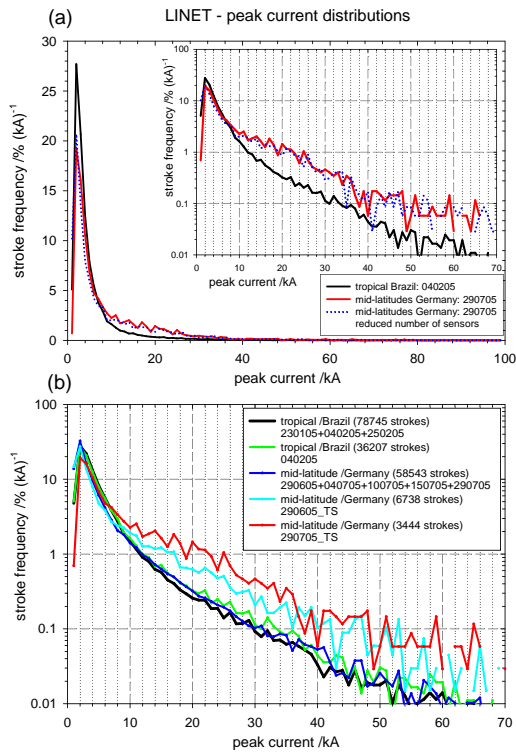 LINET - peak current distributions
(a)
stroke frequency /% (kA)⁻¹
30
25
20
15
10
5
0
0 20 40 60 80 100
peak current /kA
stroke frequency /% (kA)⁻¹
100
10
1
0.1
0.01
0 10 20 30 40 50 60 70
peak current /kA
tropical Brazil: 040205
mid-latitudes Germany: 290705
mid-latitudes Germany: 290705
reduced number of sensors
(b)
stroke frequency /% (kA)⁻¹
100
10
1
0.1
0.01
0 10 20 30 40 50 60 70
peak current /kA
tropical /Brazil (78745 strokes)
230105+040205+250205
tropical /Brazil (36207 strokes)
040205
mid-latitude /Germany (58543 strokes)
290605+040705+100705+150705+290705
mid-latitude /Germany (6738 strokes)
290605_TS
mid-latitude /Germany (3444 strokes)
290705_TS